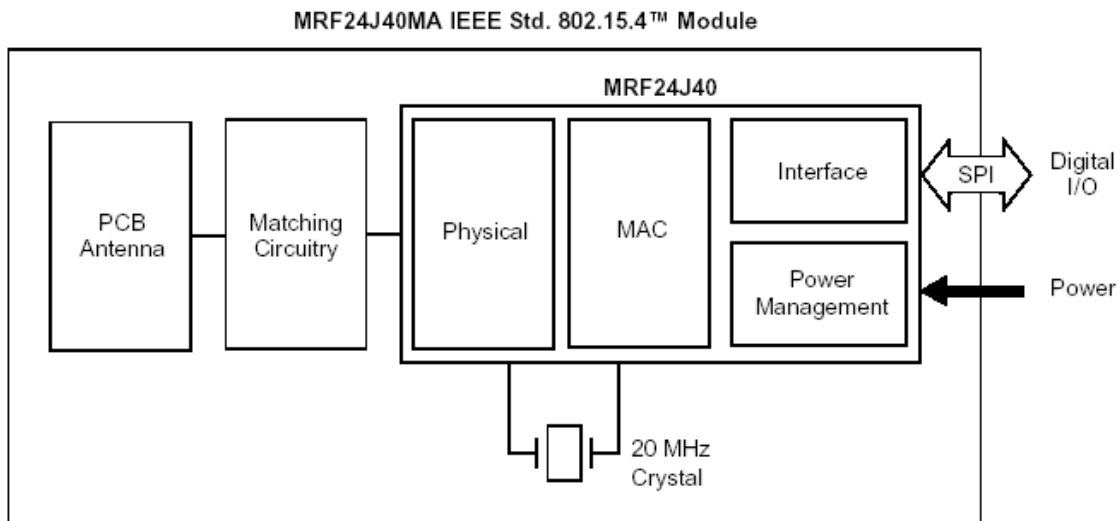 MRF24J40MA IEEE Std. 802.15.4™ Module
MRF24J40
PCB
Antenna
Matching
Circuitry
Physical
MAC
Interface
Power
Management
SPI
Digital
I/O
Power
20 MHz
Crystal